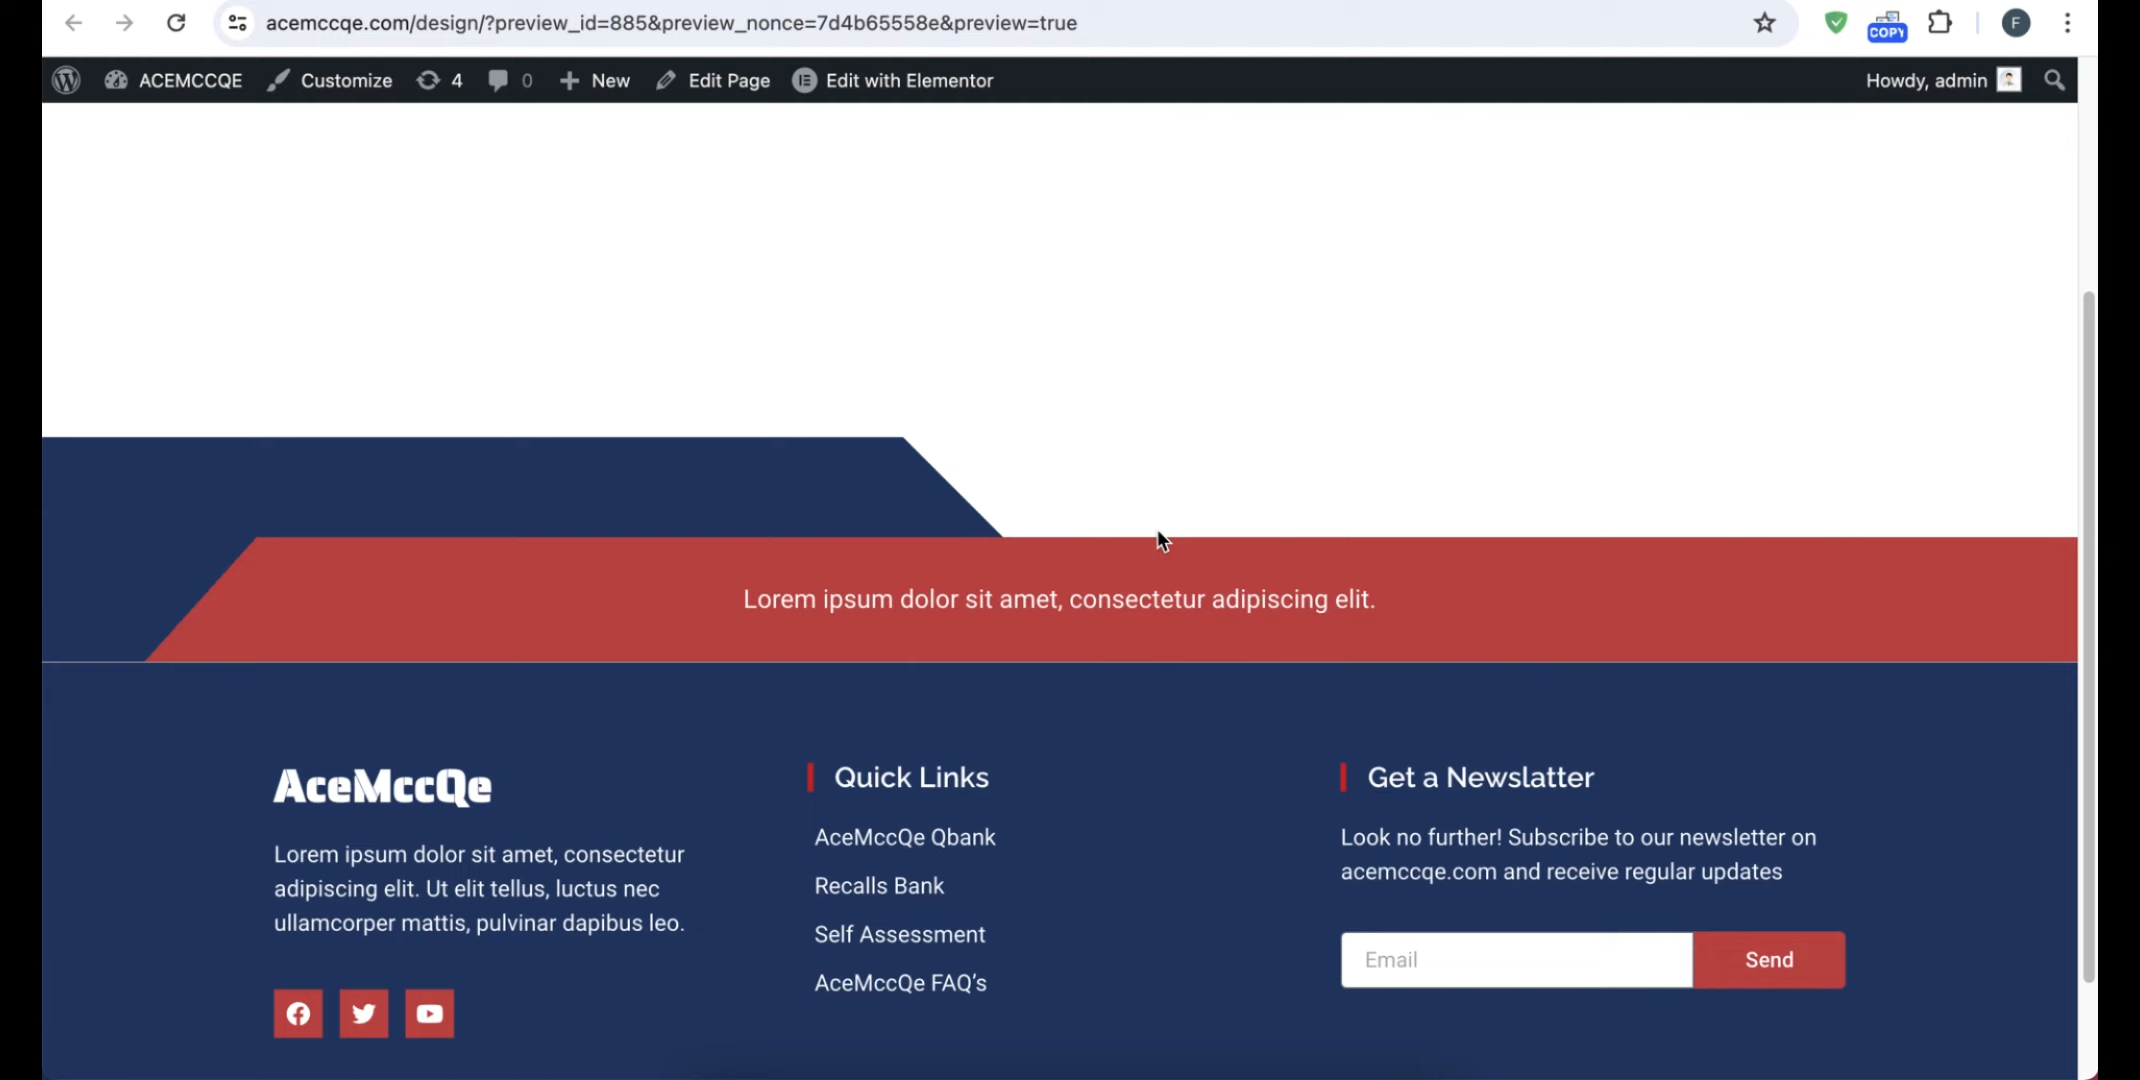 acemccqe.com/design/?preview_id=885&preview_nonce=7d4b65558e&preview=true
COPY
F
ACEMCCQE
Customize
4
0
New
Edit Page
Edit with Elementor
Howdy, admin
Lorem ipsum dolor sit amet, consectetur adipiscing elit.
AceMccQe
Lorem ipsum dolor sit amet, consectetur
adipiscing elit. Ut elit tellus, luctus nec
ullamcorper mattis, pulvinar dapibus leo.
Quick Links
AceMccQe Qbank
Recalls Bank
Self Assessment
AceMccQe FAQ’s
Get a Newslatter
Look no further! Subscribe to our newsletter on
acemccqe.com and receive regular updates
Email
Send